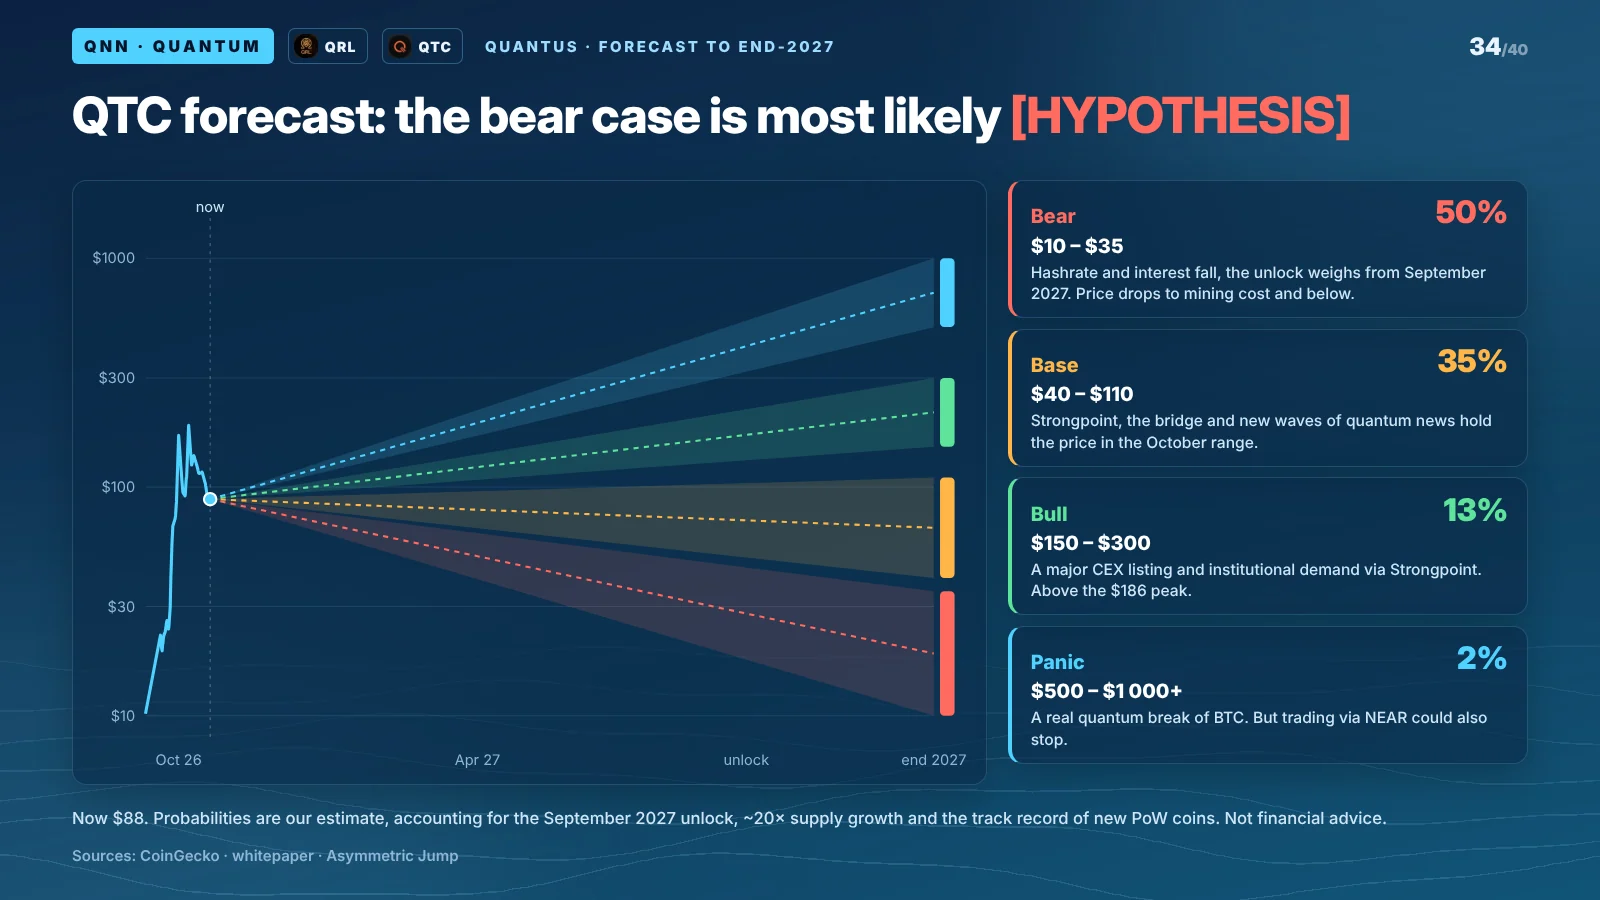 QNN · QUANTUM
QRL
QRL
QTC
QUANTUS · FORECAST TO END-2027
34/40
QTC forecast: the bear case is most likely [HYPOTHESIS]
now
$1000
$300
$100
$30
$10
Oct 26
Apr 27
unlock
end 2027
Bear
50%
$10 – $35
Hashrate and interest fall, the unlock weighs from September
2027. Price drops to mining cost and below.
Base
35%
$40 – $110
Strongpoint, the bridge and new waves of quantum news hold
the price in the October range.
Bull
13%
$150 – $300
A major CEX listing and institutional demand via Strongpoint.
Above the $186 peak.
Panic
2%
$500 – $1 000+
A real quantum break of BTC. But trading via NEAR could also
stop.
Now $88. Probabilities are our estimate, accounting for the September 2027 unlock, ~20× supply growth and the track record of new PoW coins. Not financial advice.
Sources: CoinGecko · whitepaper · Asymmetric Jump